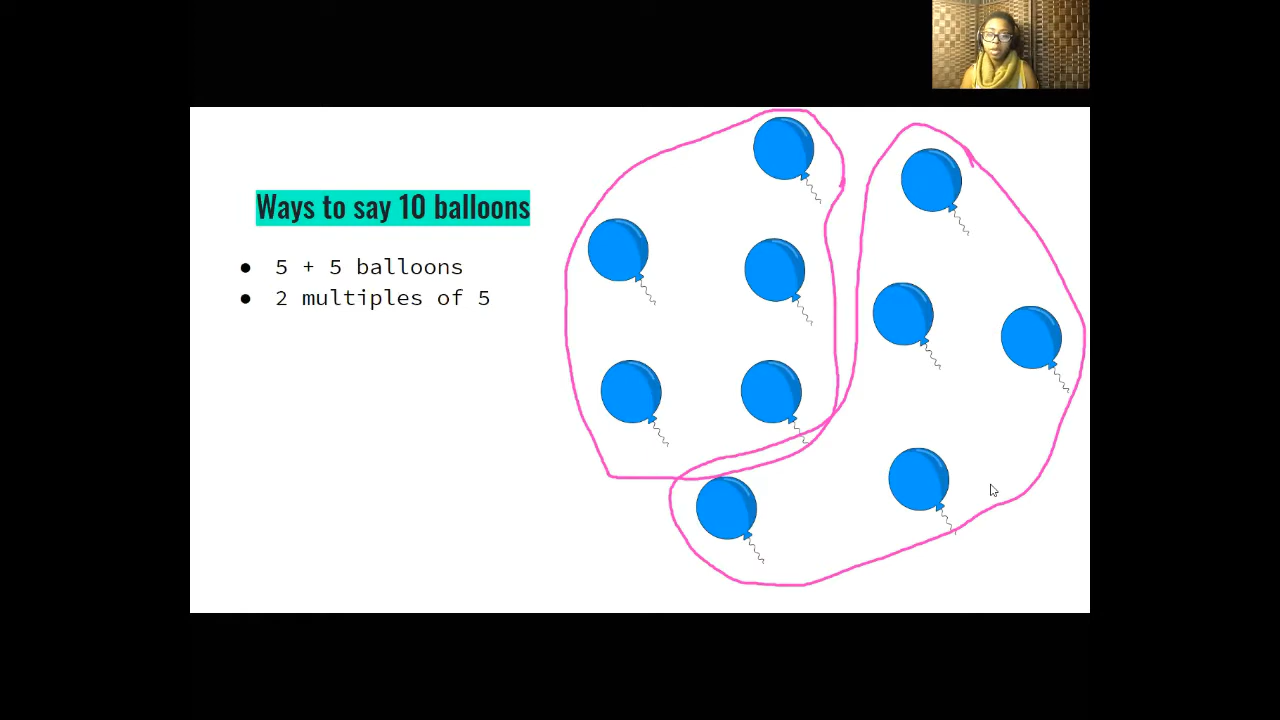 Ways to say 10 balloons
● 5 + 5 balloons
● 2 multiples of 5